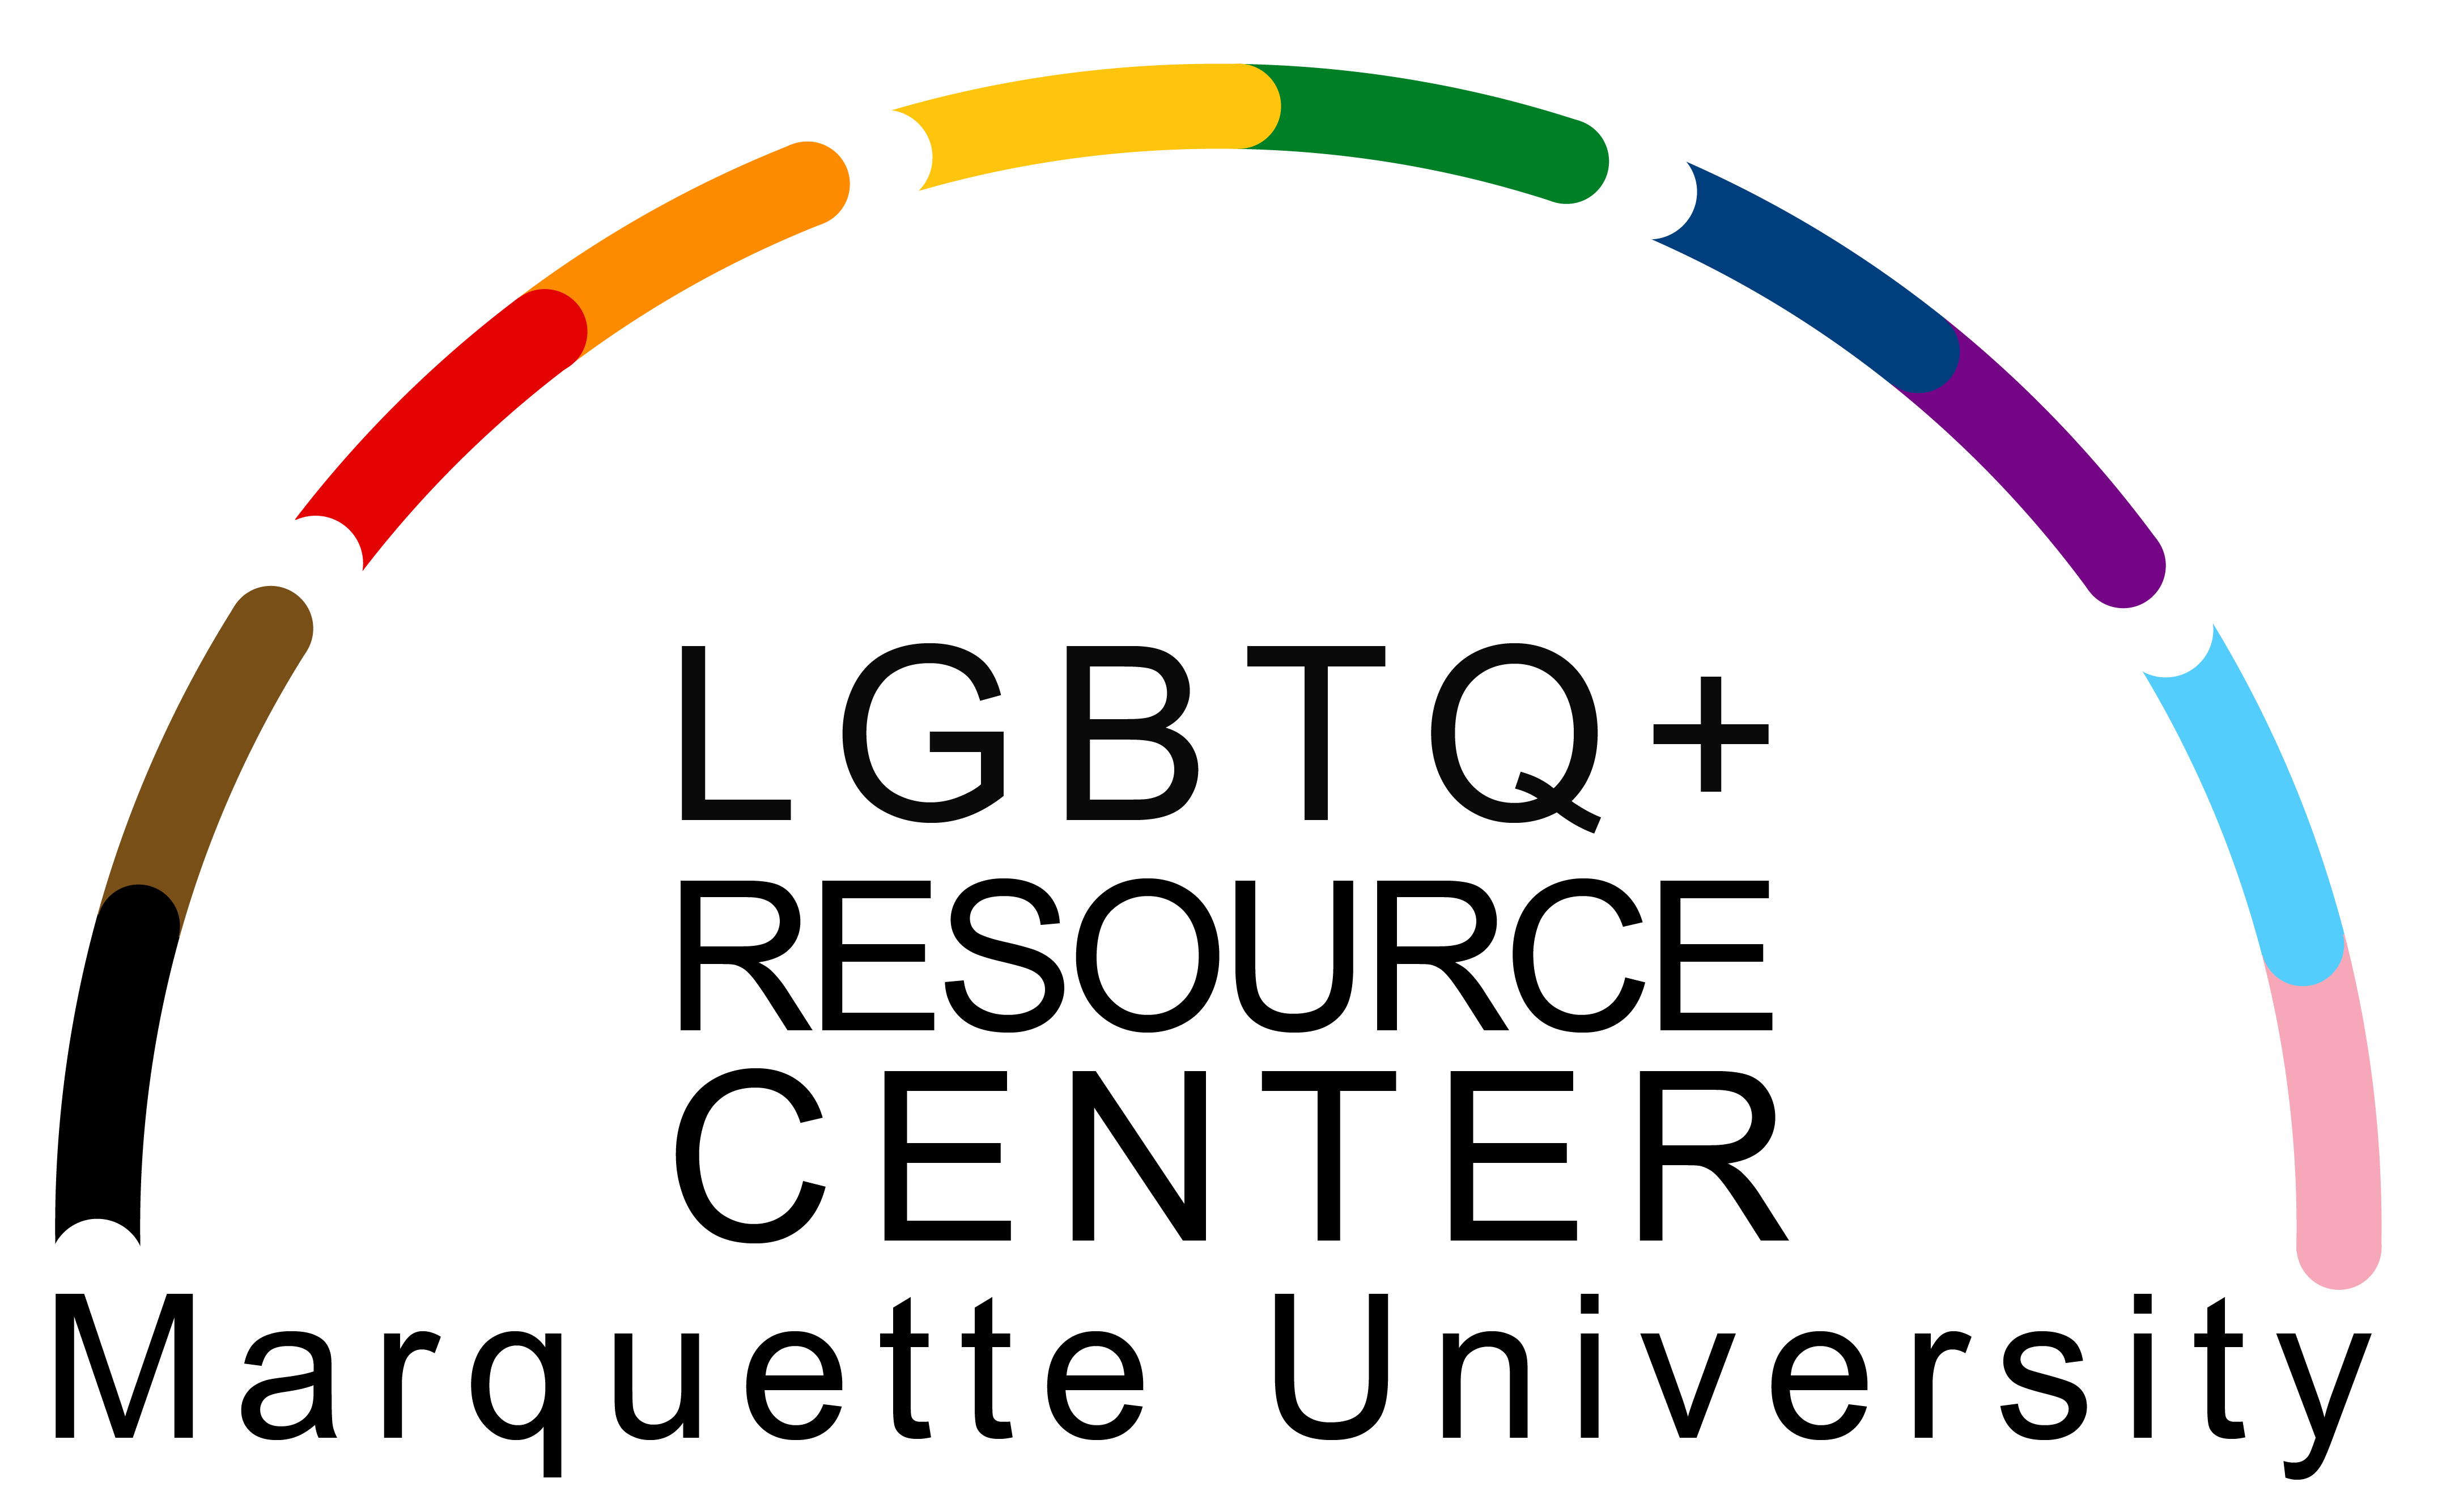 LGBTQ+
RESOURCE
CENTER
Marquette University